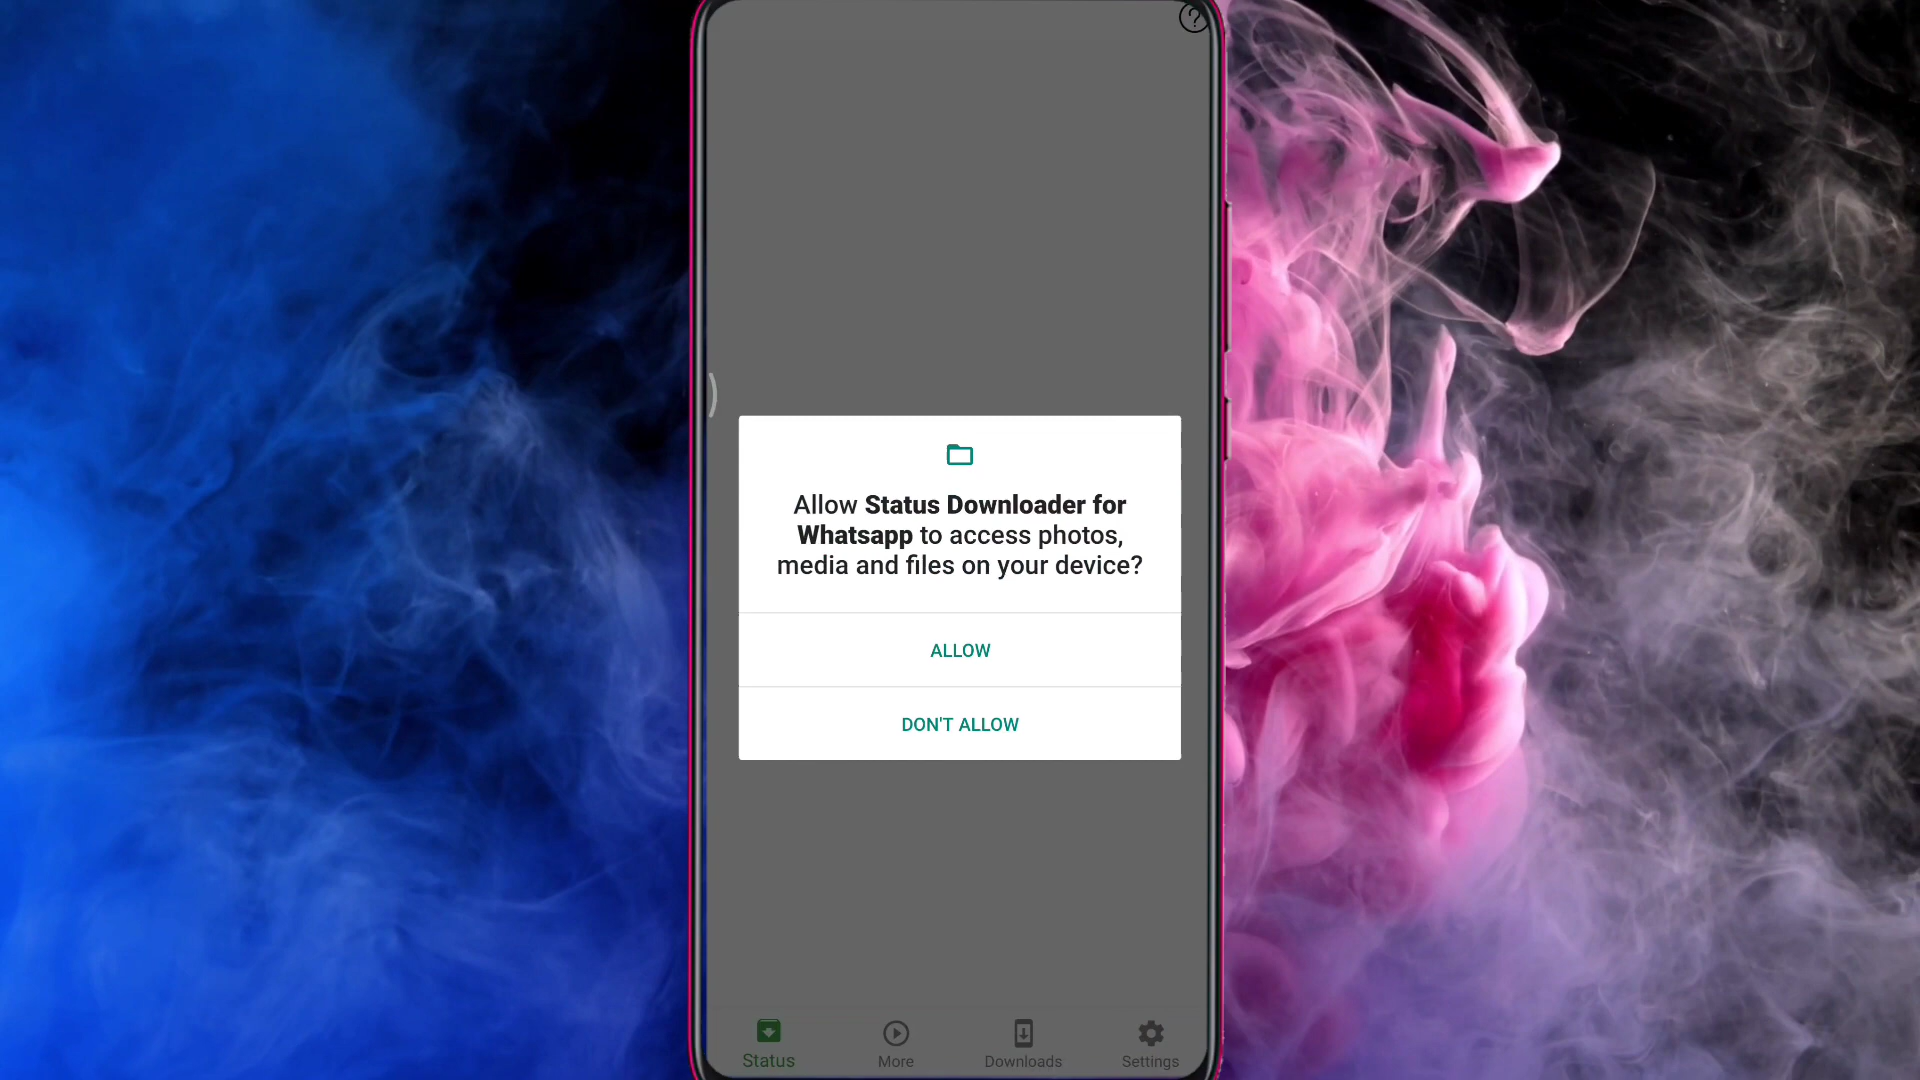 ?
Allow Status Downloader for
Whatsapp to access photos,
media and files on your device?
ALLOW
DON'T ALLOW
Status
More
Downloads
Settings